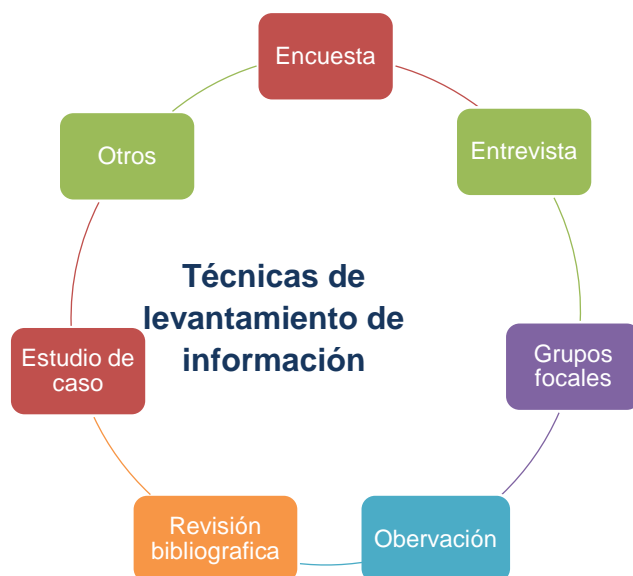 Encuesta
Entrevista
Otros
Técnicas de
levantamiento de
información
Grupos
focales
Estudio de
caso
Obervación
Revisión
bibliografica